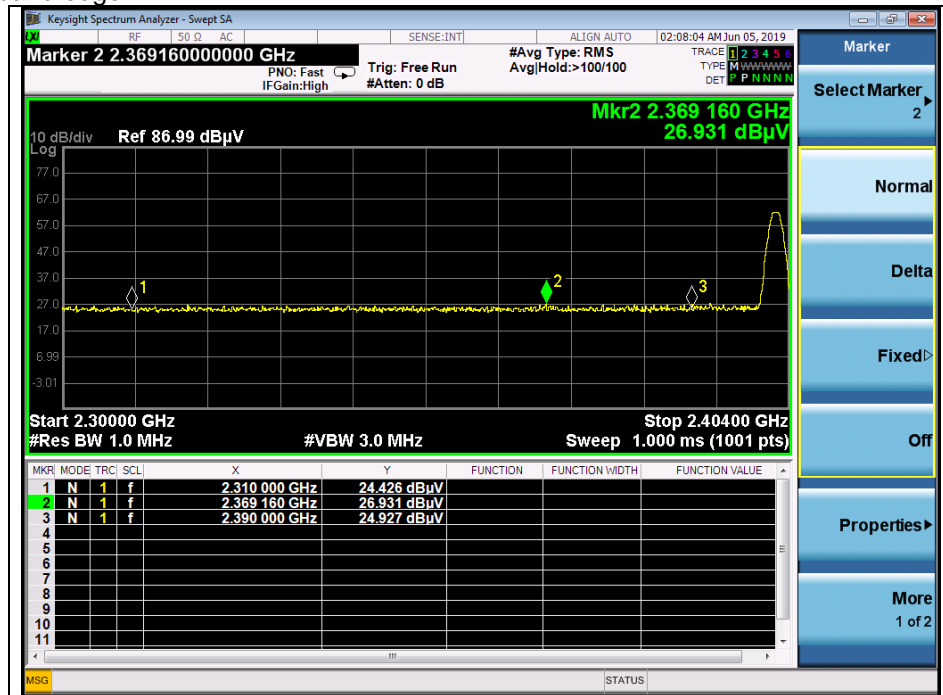 Keysight Spectrum Analyzer - Swept SA
LXI RF 50 Ω AC SENSE:INT ALIGN AUTO 02:08:04 AM Jun 05, 2019
Marker 2 2.369160000000 GHz
PNO: Fast
IFGain:High
Trig: Free Run
#Atten: 0 dB
#Avg Type: RMS
Avg|Hold:>100/100
TRACE 1 2 3 4 5 6
TYPE M WWWWW
DET P P N N N N
Mkr2 2.369 160 GHz
26.931 dBµV
10 dB/div Ref 86.99 dBµV
Log
77.0
67.0
57.0
47.0
37.0
27.0
17.0
6.99
-3.01
1
2
3
Start 2.30000 GHz Stop 2.40400 GHz
#Res BW 1.0 MHz #VBW 3.0 MHz Sweep 1.000 ms (1001 pts)
MKR MODE TRC SCL X Y FUNCTION FUNCTION WIDTH FUNCTION VALUE
1 N 1 f 2.310 000 GHz 24.426 dBµV
2 N 1 f 2.369 160 GHz 26.931 dBµV
3 N 1 f 2.390 000 GHz 24.927 dBµV
4
5
6
7
8
9
10
11
MSG STATUS
Marker
Select Marker
2
Normal
Delta
Fixed
Off
Properties
More
1 of 2